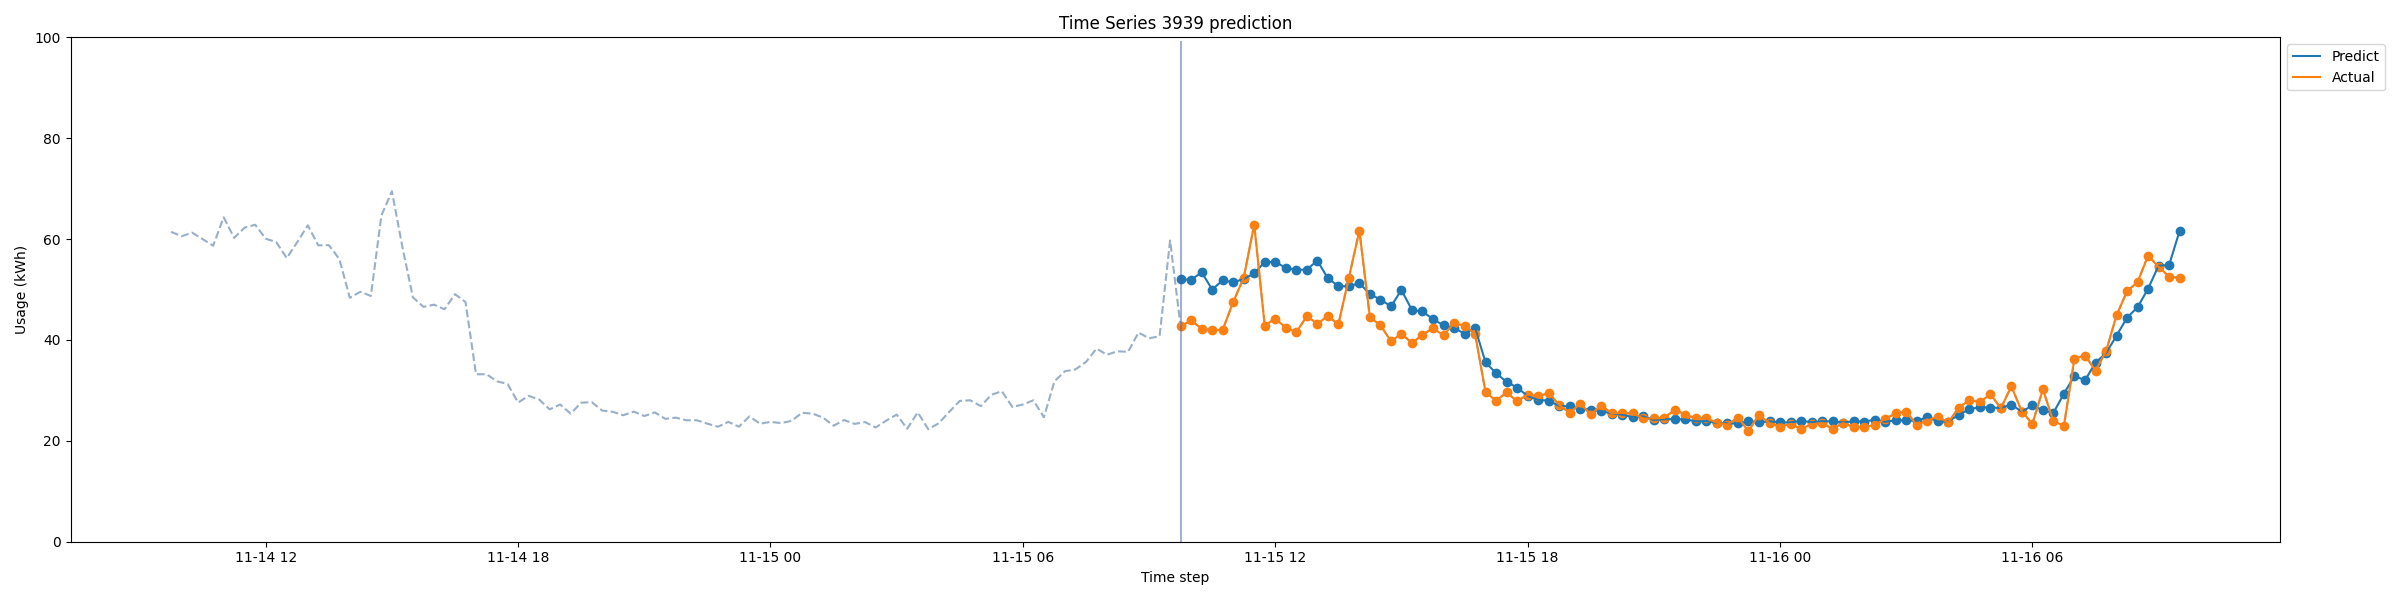 Time Series 3939 prediction
100
80
60
40
20
0
Usage (kWh)
11-14 12
11-14 18
11-15 00
11-15 06
11-15 12
11-15 18
11-16 00
11-16 06
Time step
Predict
Actual